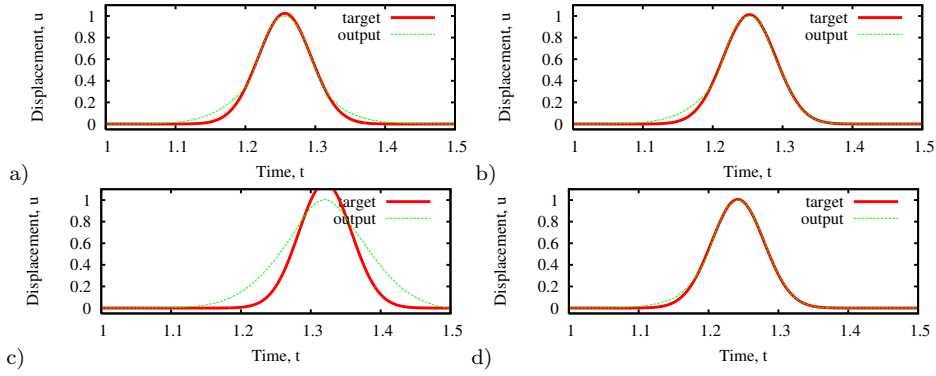 Displacement, u
1
0.8
0.6
0.4
0.2
0
target
output
1 1.1 1.2 1.3 1.4 1.5
Time, t
a)
Displacement, u
1
0.8
0.6
0.4
0.2
0
target
output
1 1.1 1.2 1.3 1.4 1.5
Time, t
b)
Displacement, u
1
0.8
0.6
0.4
0.2
0
target
output
1 1.1 1.2 1.3 1.4 1.5
Time, t
c)
Displacement, u
1
0.8
0.6
0.4
0.2
0
target
output
1 1.1 1.2 1.3 1.4 1.5
Time, t
d)